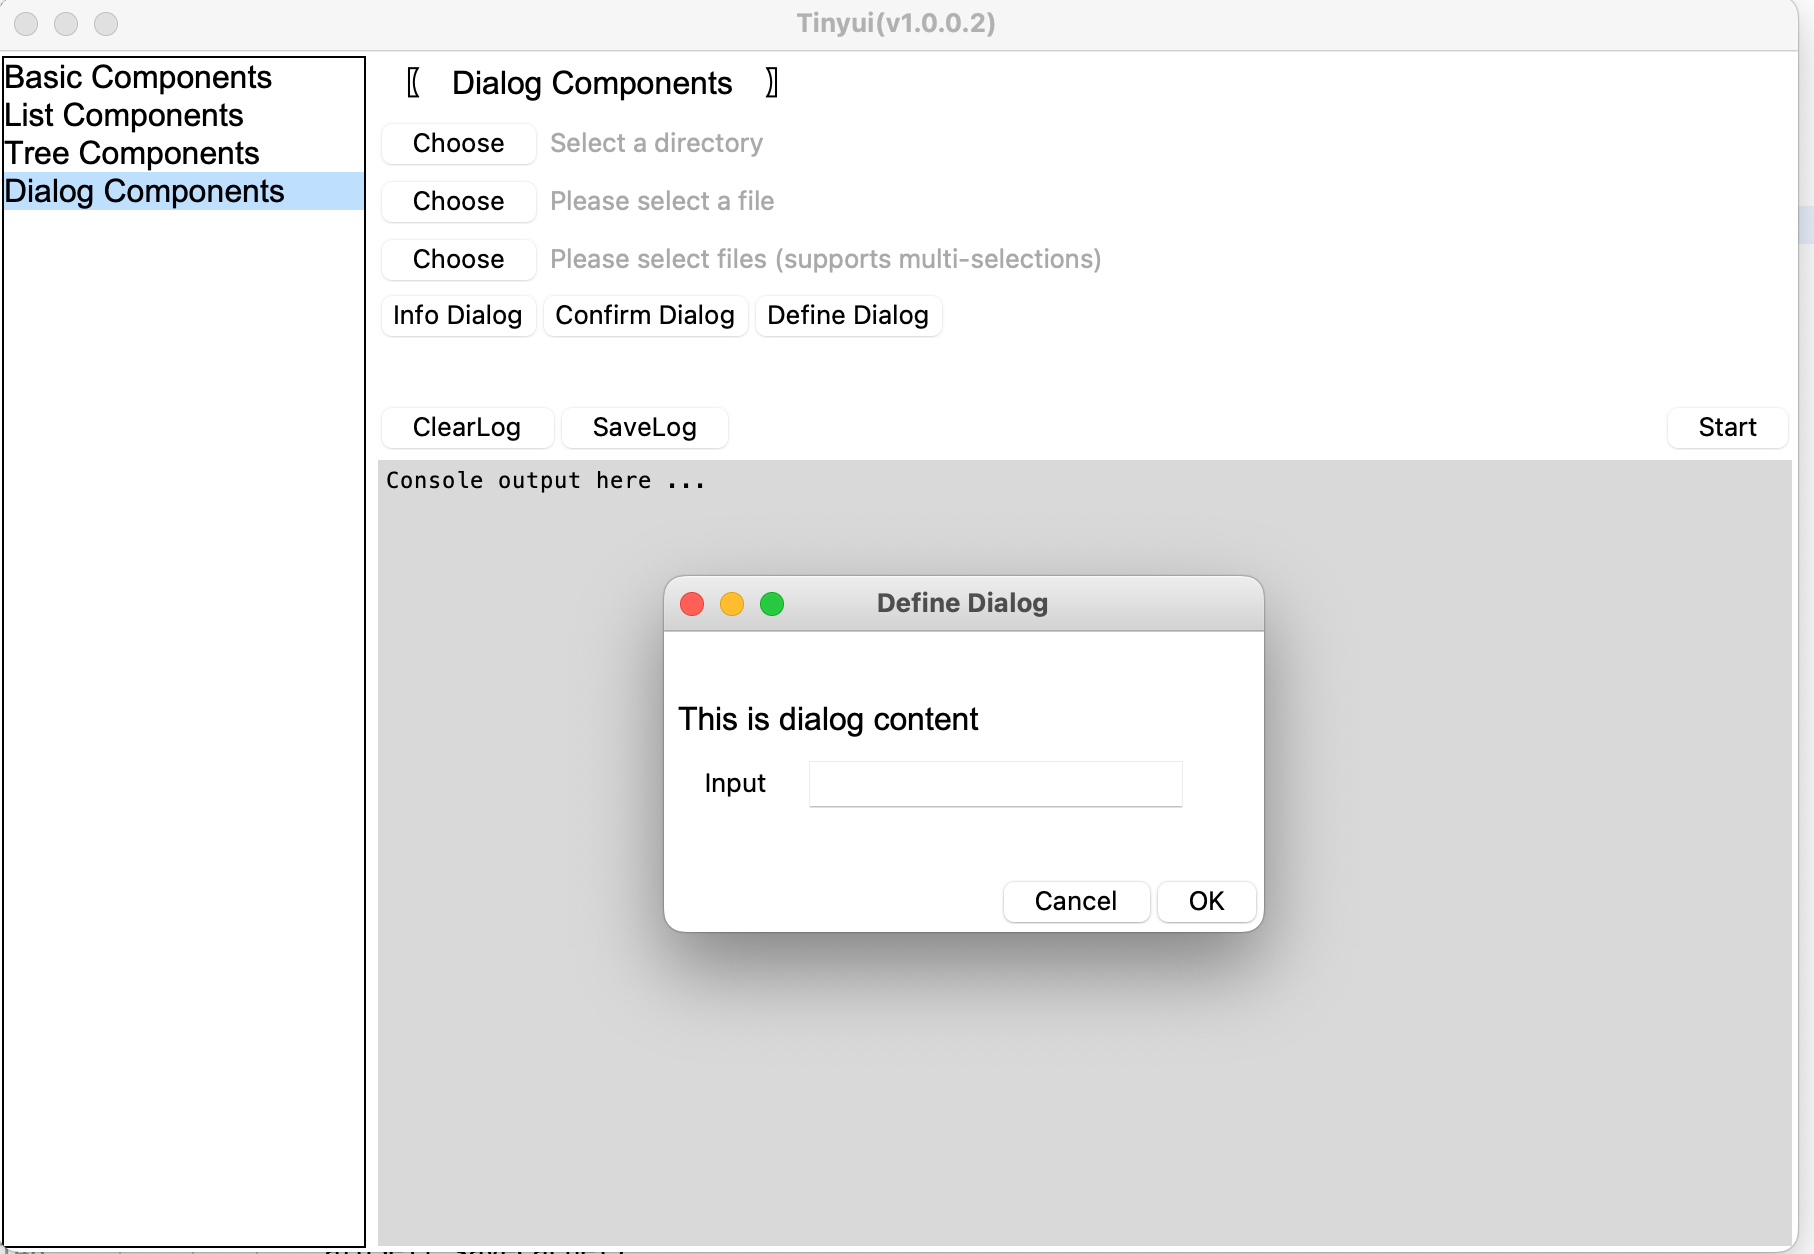 Tinyui(v1.0.0.2)
Basic Components
List Components
Tree Components
Dialog Components
〖 Dialog Components 〗
Choose Select a directory
Choose Please select a file
Choose Please select files (supports multi-selections)
Info Dialog Confirm Dialog Define Dialog
ClearLog SaveLog Start
Console output here ...
Define Dialog
This is dialog content
Input
Cancel OK